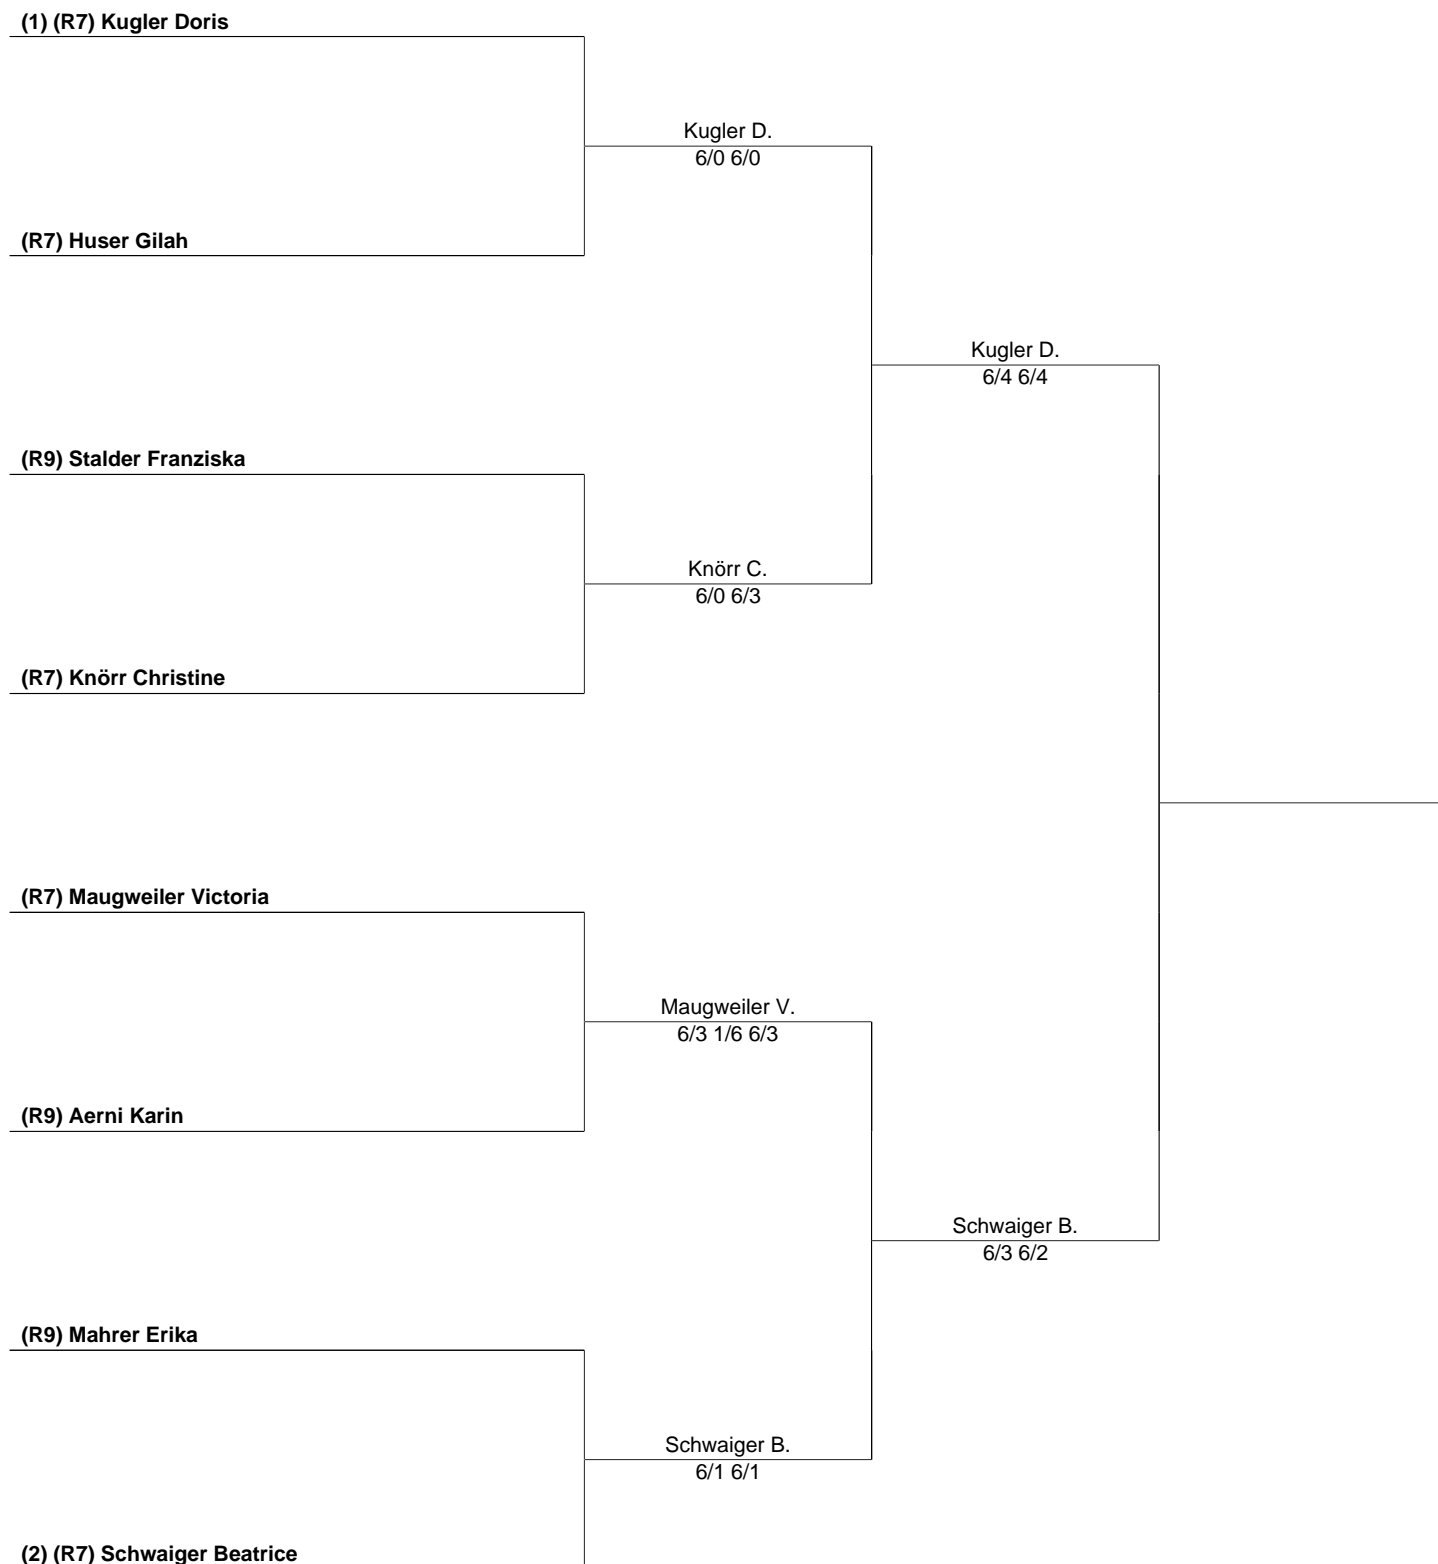 (1) (R7) Kugler Doris
Kugler D.
6/0 6/0
(R7) Huser Gilah
Kugler D.
6/4 6/4
(R9) Stalder Franziska
Knörr C.
6/0 6/3
(R7) Knörr Christine
(R7) Maugweiler Victoria
Maugweiler V.
6/3 1/6 6/3
(R9) Aerni Karin
Schwaiger B.
6/3 6/2
(R9) Mahrer Erika
Schwaiger B.
6/1 6/1
(2) (R7) Schwaiger Beatrice